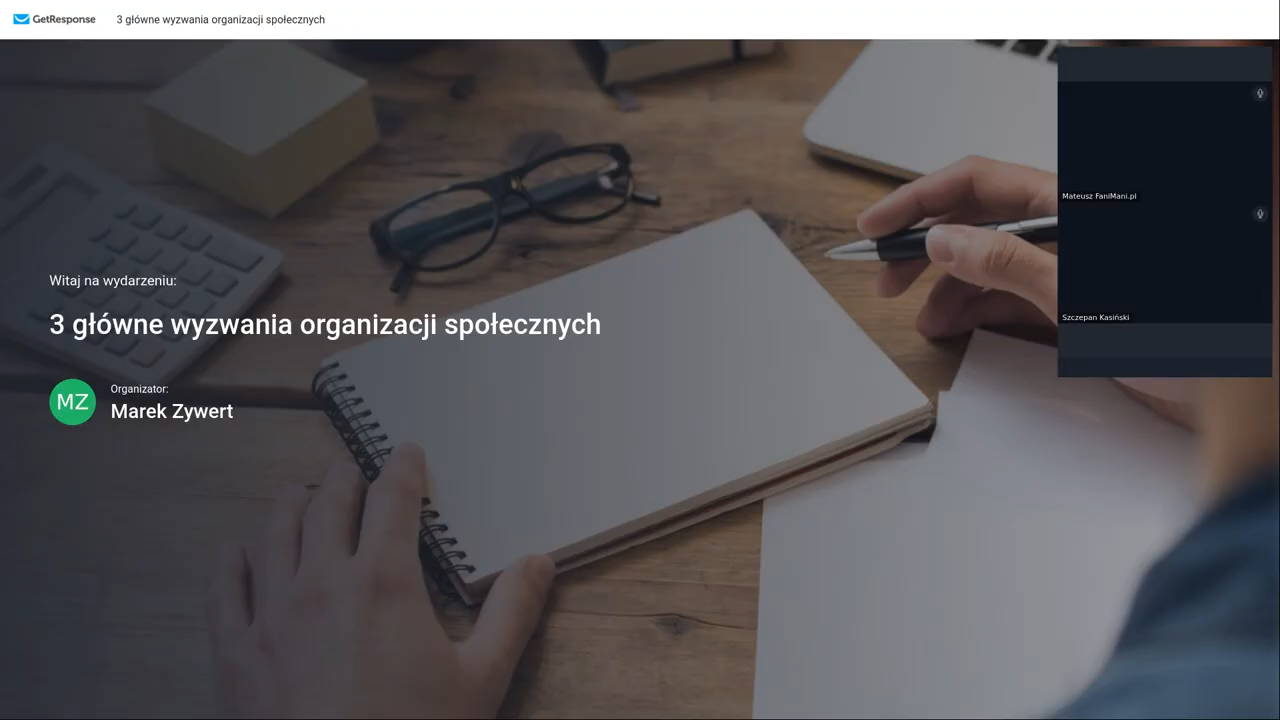 GetResponse
3 główne wyzwania organizacji społecznych
Mateusz FaniMani.pl
Szczepan Kasiński
Witaj na wydarzeniu:
3 główne wyzwania organizacji społecznych
MZ
Organizator:
Marek Zywert